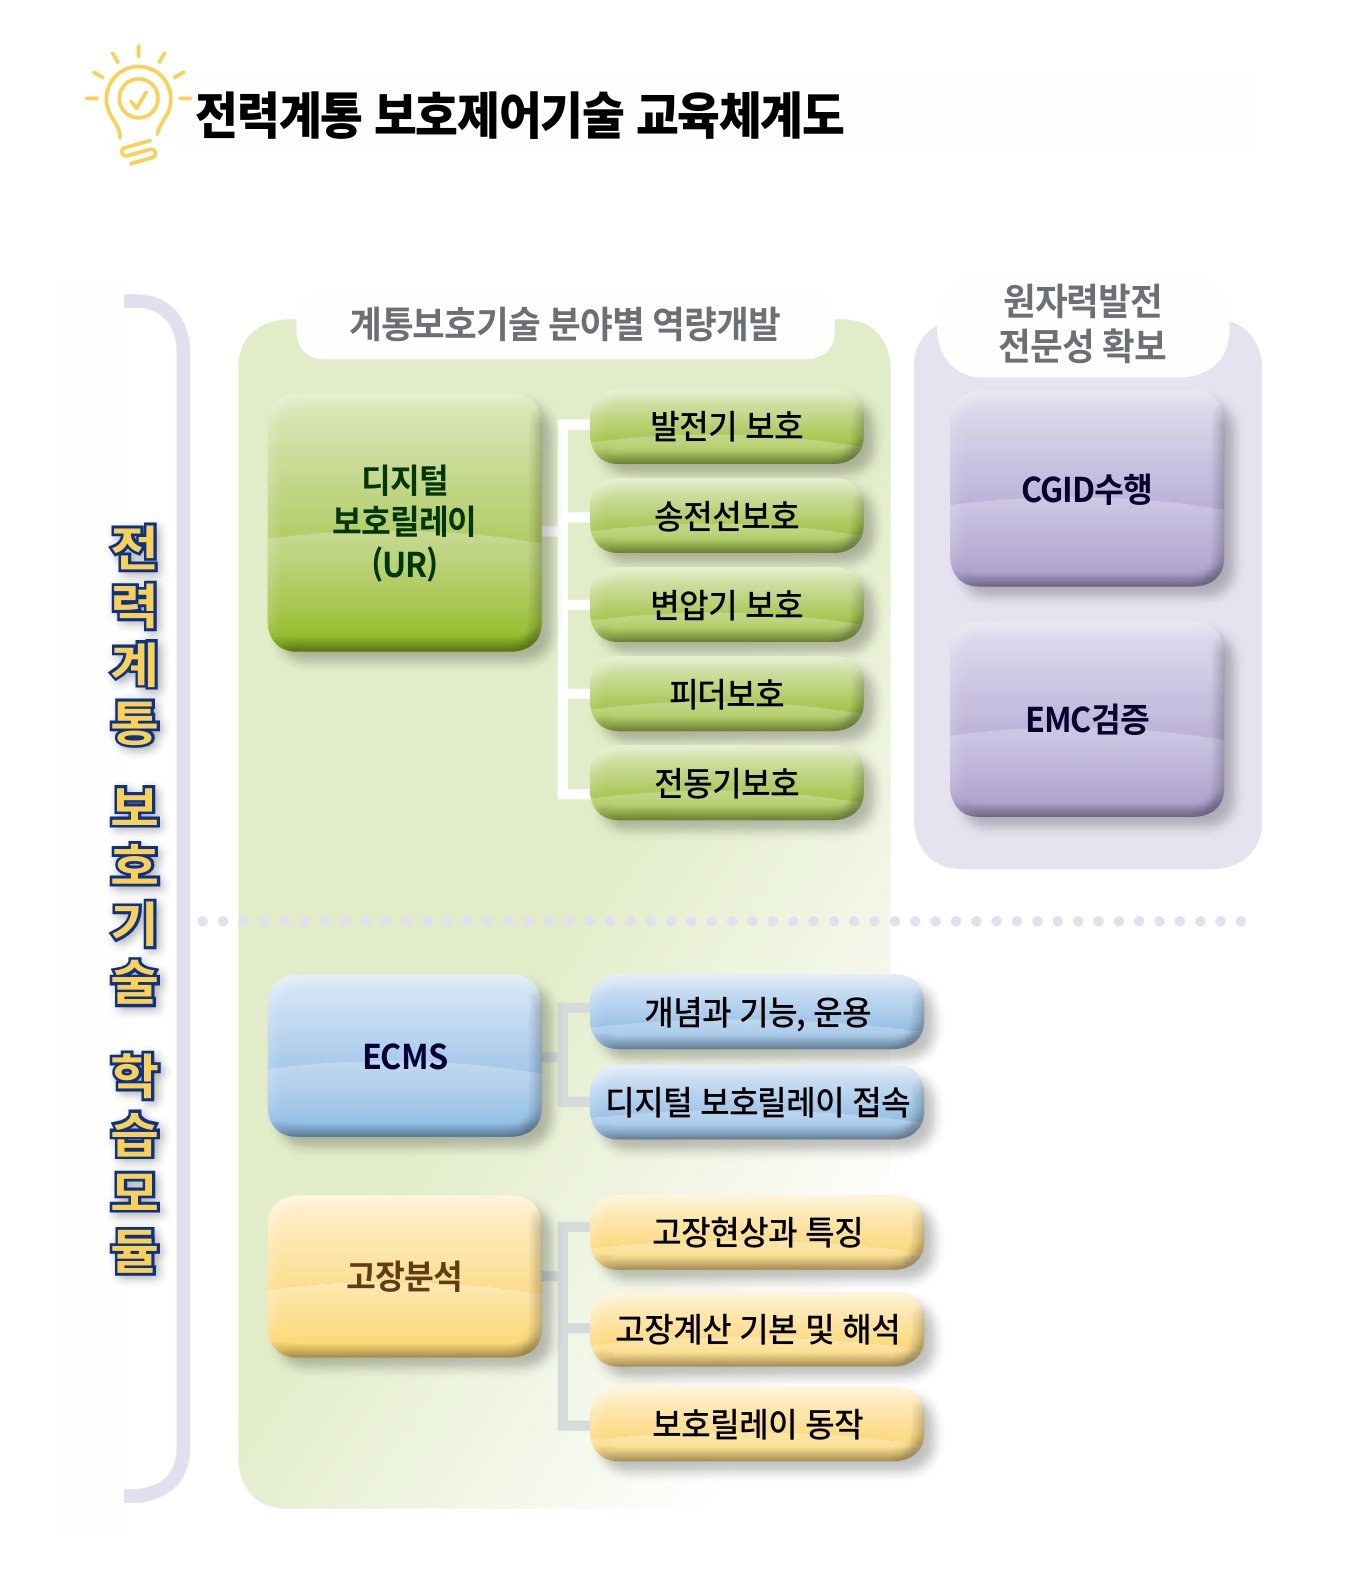 전력계통 보호제어기술 교육체계도
전력계통 보호기술 학습모듈
계통보호기술 분야별 역량개발
디지털
보호릴레이
(UR)
발전기 보호
송전선보호
변압기 보호
피더보호
전동기보호
원자력발전
전문성 확보
CGID수행
EMC검증
ECMS
개념과 기능, 운용
디지털 보호릴레이 접속
고장분석
고장현상과 특징
고장계산 기본 및 해석
보호릴레이 동작